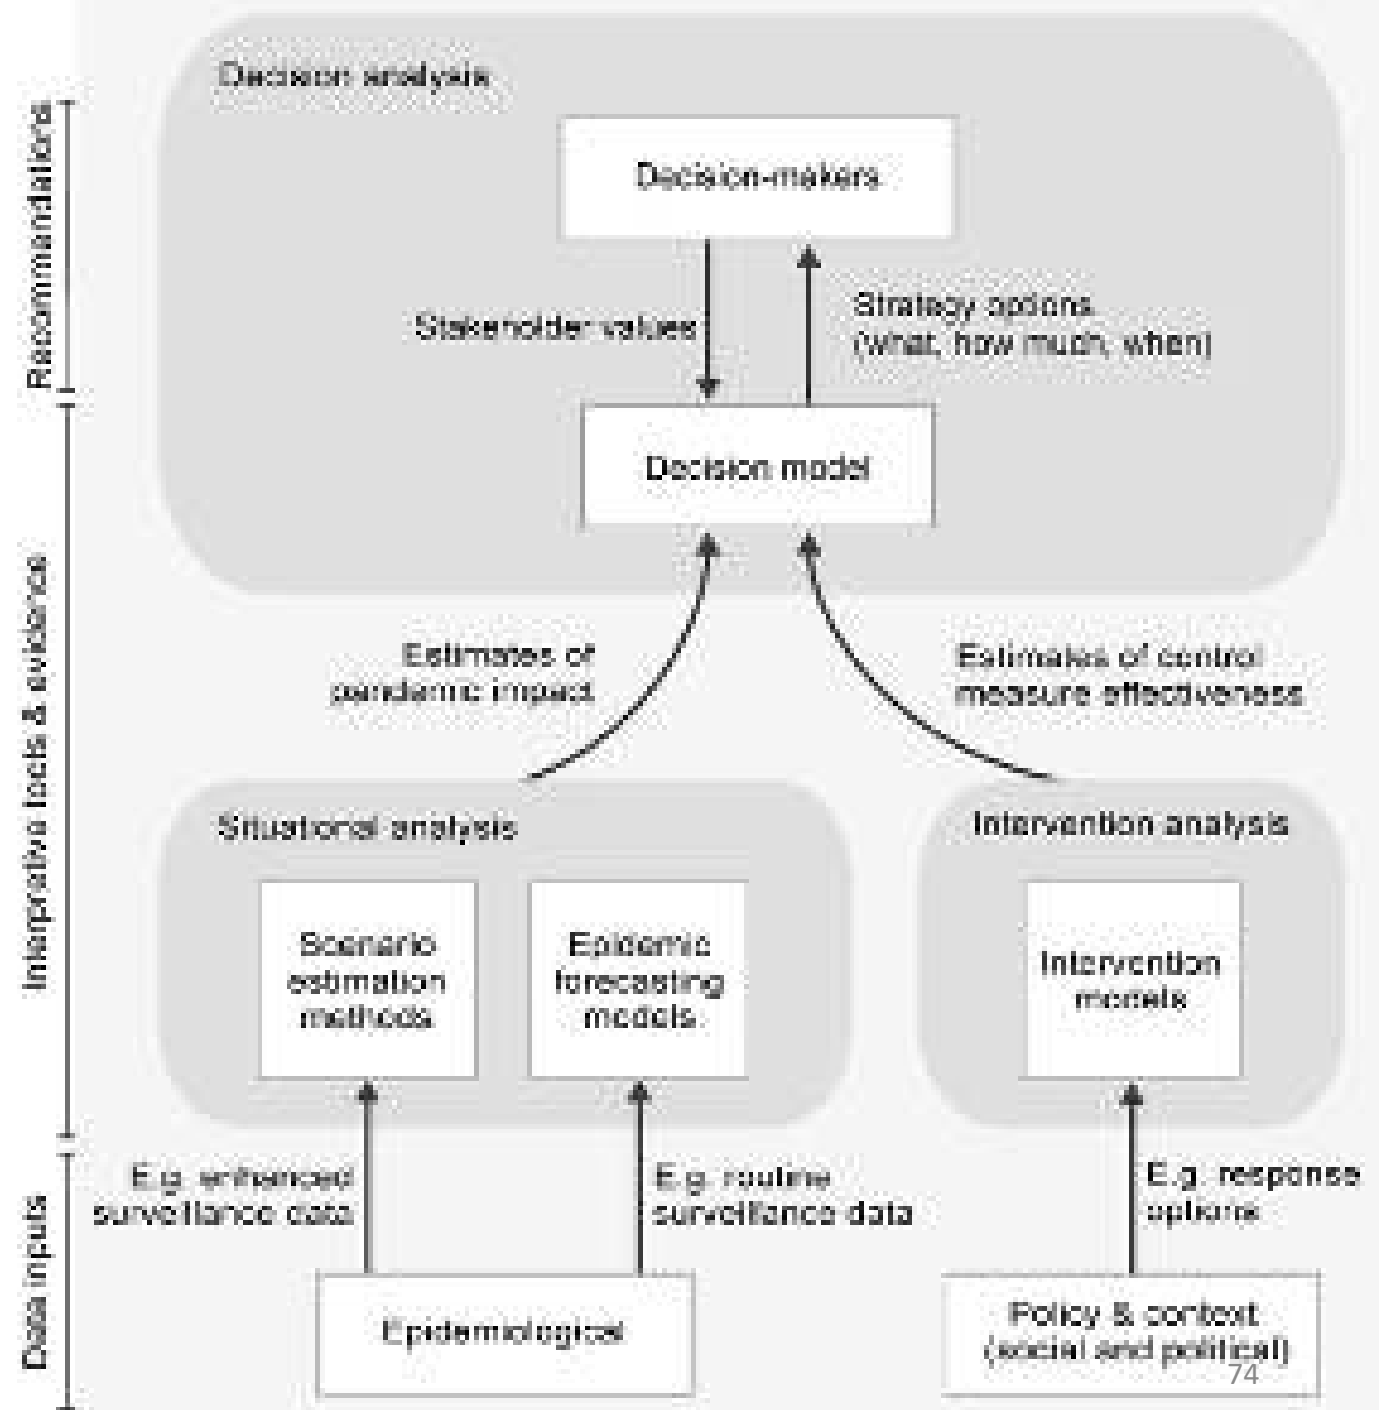 Decision analysis
Decision-makers
Stakeholder values
Strategy options
(what, how much, when)
Decision model
Estimates of
pandemic impact
Estimates of control
measure effectiveness
Situational analysis
Intervention analysis
Scenario
estimation
methods
Epidemic
forecasting
models
Intervention
models
E.g. enhanced
surveillance data
E.g. routine
surveillance data
E.g. response
options
Epidemiological
Policy & context
(social and political)
74
Recommendations
Interprative tools & evidence
Data inputs